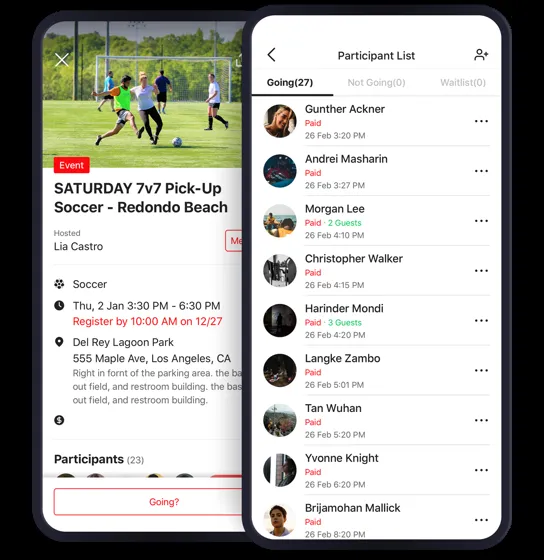 Event
SATURDAY 7v7 Pick-Up
Soccer - Redondo Beach
Hosted
Lia Castro
Me
Soccer
Thu, 2 Jan 3:30 PM - 6:30 PM
Register by 10:00 AM on 12/27
Del Rey Lagoon Park
555 Maple Ave, Los Angeles, CA
Right in fornt of the parking area. the ba
out field, and restroom building. the bas
out field, and restroom building.
Participants (23)
Going?
Participant List
Going(27) Not Going(0) Waitlist(0)
Gunther Ackner
Paid
26 Feb 3:20 PM
Andrei Masharin
Paid
26 Feb 3:27 PM
Morgan Lee
Paid · 2 Guests
26 Feb 4:10 PM
Christopher Walker
Paid
26 Feb 4:15 PM
Harinder Mondi
Paid · 3 Guests
26 Feb 4:20 PM
Langke Zambo
Paid
26 Feb 5:01 PM
Tan Wuhan
Paid
26 Feb 5:20 PM
Yvonne Knight
Paid
26 Feb 6:20 PM
Brijamohan Mallick
Paid
26 Feb 8:20 PM